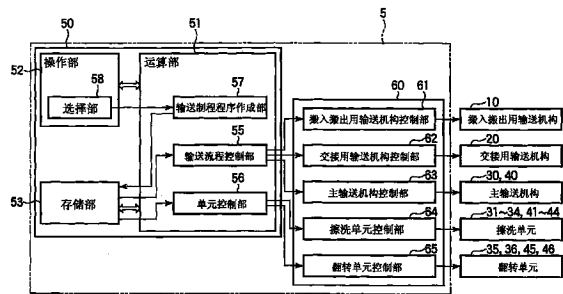 50
51
5
52
操作部
58
选择部
运算部
57
输送制程程序作成部
55
输送流程控制部
56
单元控制部
53
存储部
60
61
搬入搬出用输送机构控制部
62
交接用输送机构控制部
63
主输送机构控制部
64
擦洗单元控制部
65
翻转单元控制部
10
搬入搬出用输送机构
20
交接用输送机构
30, 40
主输送机构
31~34, 41~44
擦洗单元
35, 36, 45, 46
翻转单元